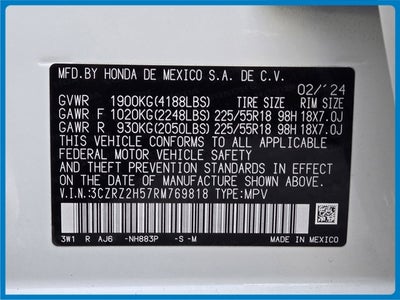 MFD.BY HONDA DE MEXICO S.A. DE C.V.
02/'24
GVWR 1900KG(4188LBS) TIRE SIZE RIM SIZE
GAWR F 1020KG(2248LBS) 225/55R18 98H 18X7.0J
GAWR R 930KG(2050LBS) 225/55R18 98H 18X7.0J
THIS VEHICLE CONFORMS TO ALL APPLICABLE
FEDERAL MOTOR VEHICLE SAFETY AND
THEFT PREVENTION STANDARDS IN EFFECT ON
THE DATE OF MANUFACTURE SHOWN ABOVE.
V.I.N.:3CZRZ2H57RM769818 TYPE:MPV
3W1 R AJ6 -NH883P -S -M
MADE IN MEXICO